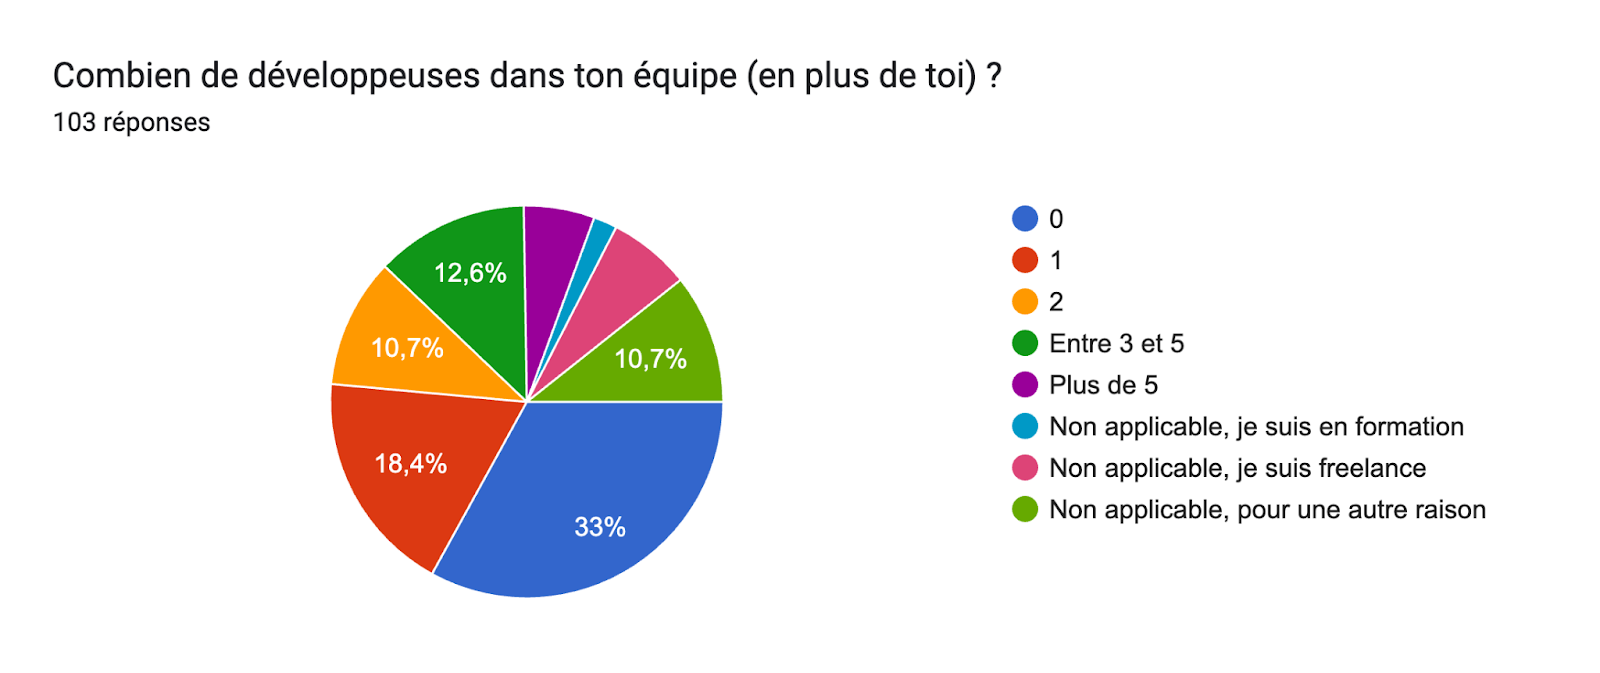 Combien de développeuses dans ton équipe (en plus de toi) ?
103 réponses
12,6%
10,7%
10,7%
18,4%
33%
0
1
2
Entre 3 et 5
Plus de 5
Non applicable, je suis en formation
Non applicable, je suis freelance
Non applicable, pour une autre raison